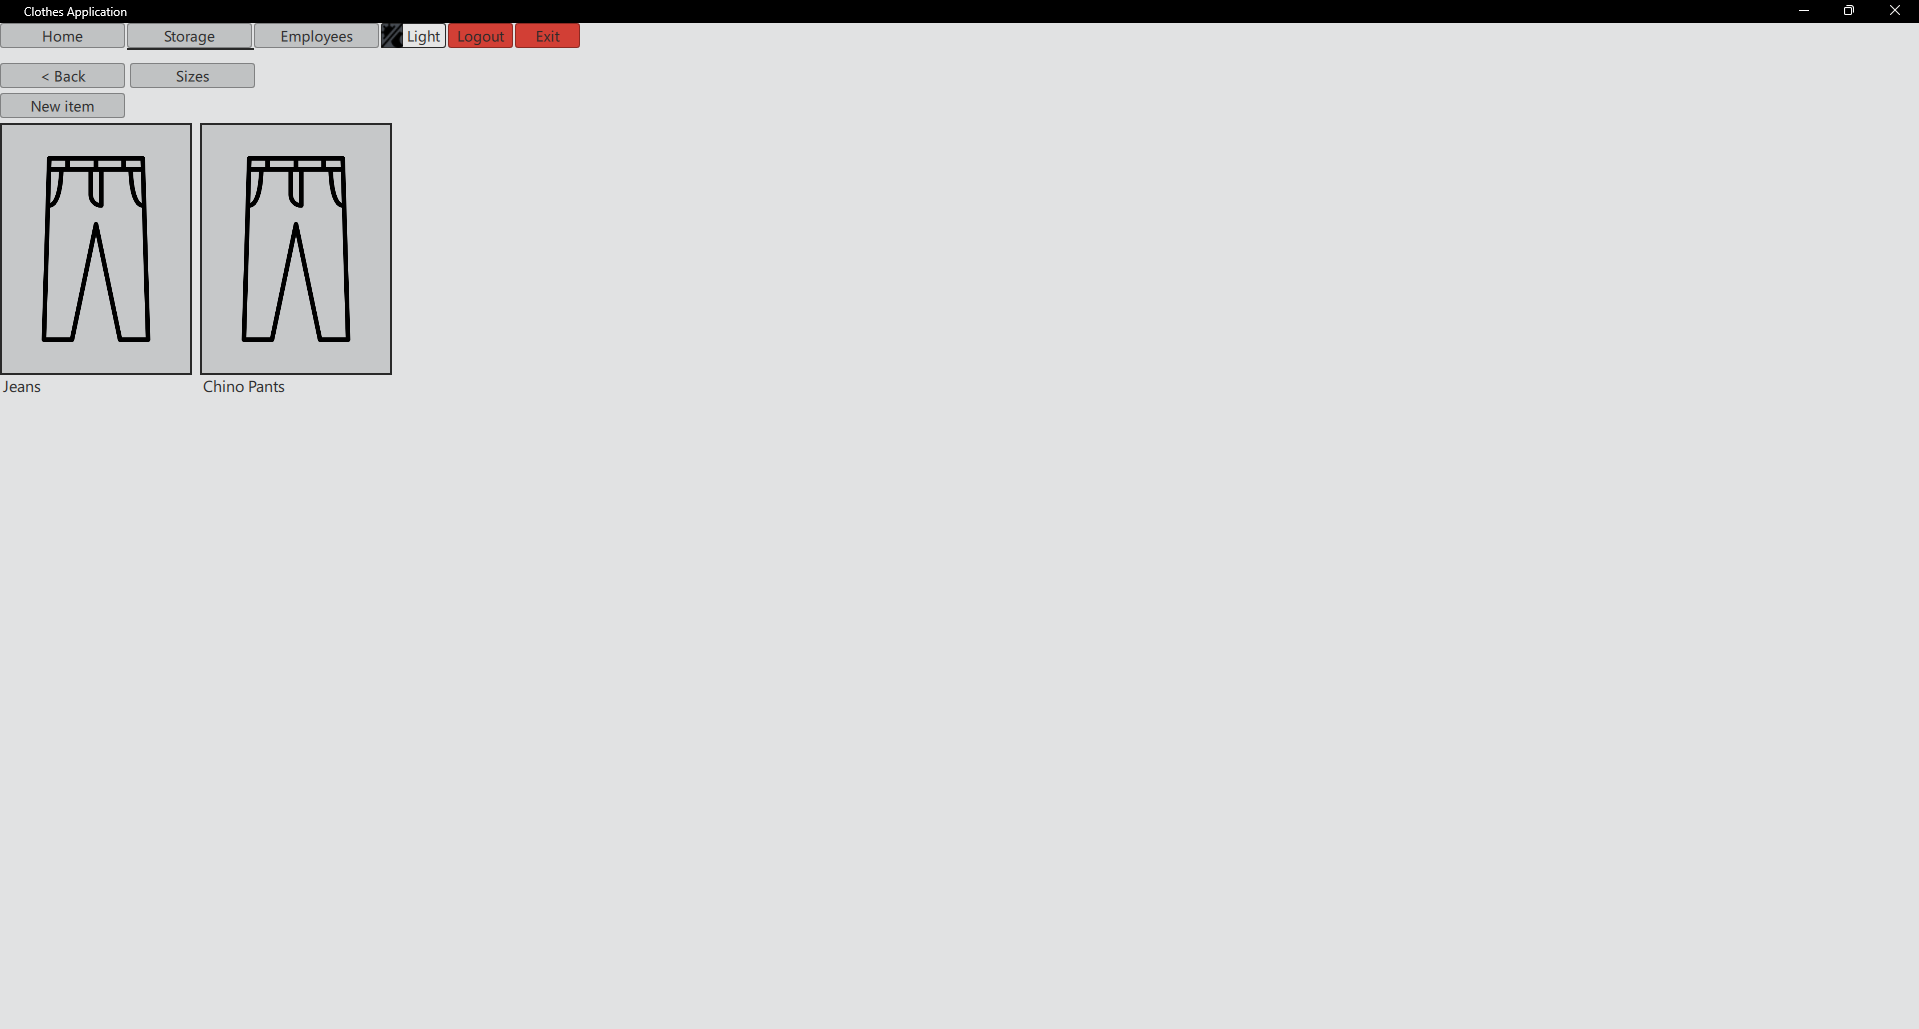 Clothes Application
Home Storage Employees Light Logout Exit
< Back Sizes
New item
Jeans Chino Pants